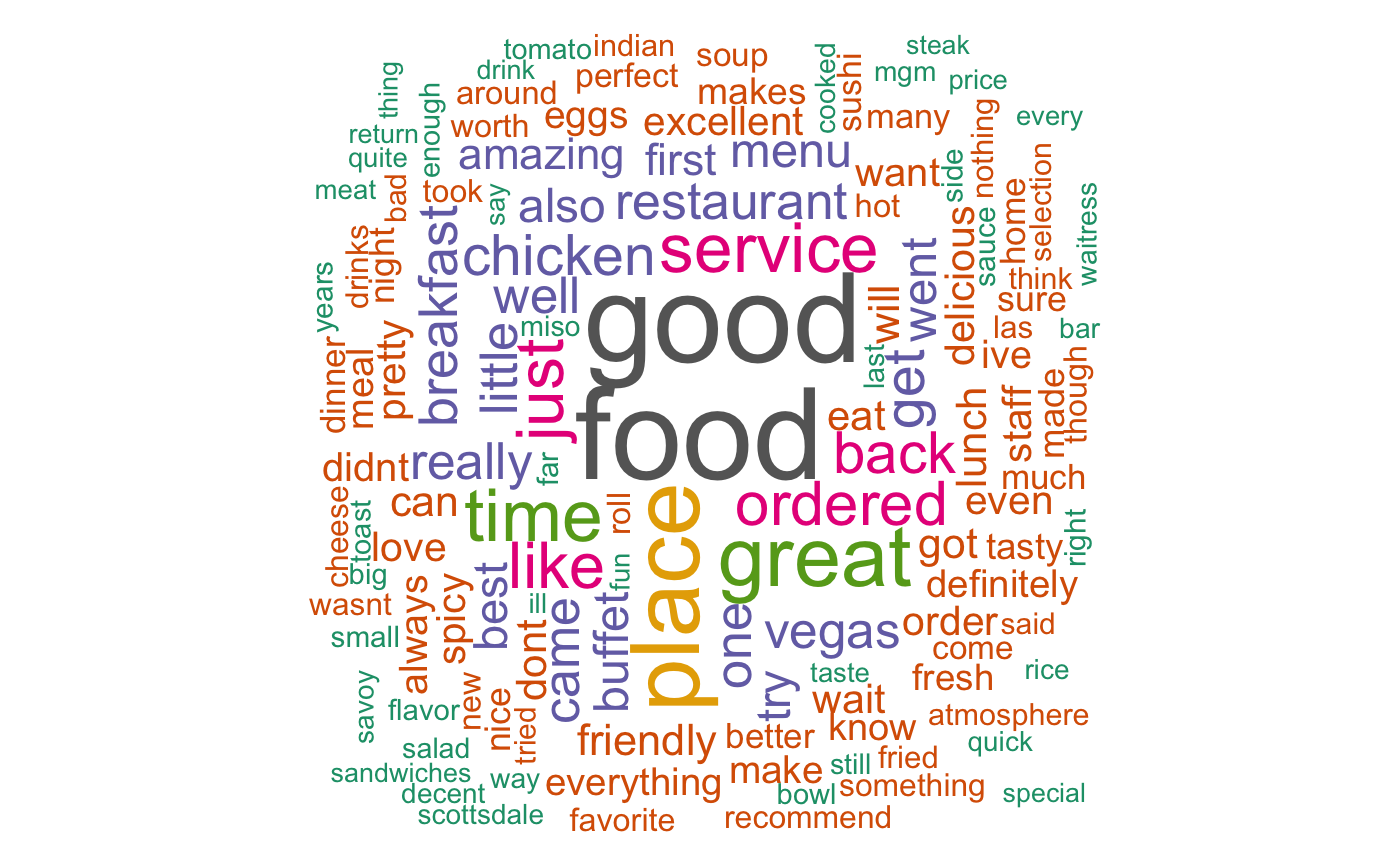 tomato
indian
soup
steak
drink
perfect
mgm
price
thing
around
makes
cooked
sushi
many
every
return
enough
worth
eggs
excellent
nothing
quite
amazing
first
menu
want
side
selection
meat
bad
took
say
also
restaurant
hot
home
waitress
drinks
night
breakfast
chicken
service
went
delicious
sauce
think
years
well
good
will
sure
dinner
meal
pretty
little
miso
just
last
get
las
ive
bar
though
food
eat
lunch
staff
made
didnt
really
far
back
much
cheese
toast
can
time
roll
place
ordered
even
right
love
like
fun
great
got
tasty
big
definitely
wasnt
always
spicy
best
ill
came
buffet
one
vegas
order
said
small
dont
come
savoy
flavor
new
nice
tried
try
taste
wait
fresh
rice
know
atmosphere
salad
friendly
better
quick
sandwiches
way
everything
make
still
fried
decent
bowl
something
special
scottsdale
favorite
recommend